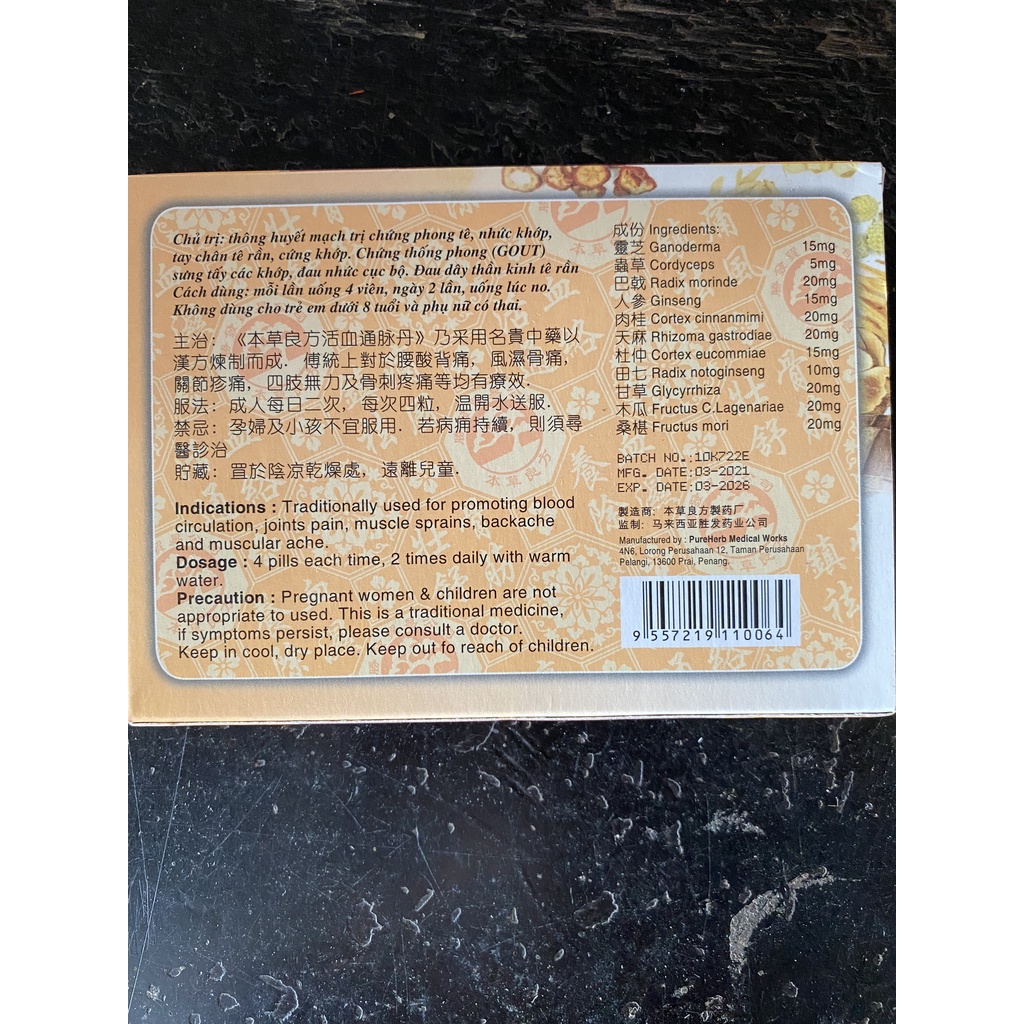 Chủ trị: thông huyết mạch trị chứng phong tê, nhức khớp,
tay chân tê rần, cứng khớp. Chứng thống phong (GOUT)
sưng tấy các khớp, đau nhức cục bộ. Đau dây thần kinh tê rần
Cách dùng: mỗi lần uống 4 viên, ngày 2 lần, uống lúc no.
Không dùng cho trẻ em dưới 8 tuổi và phụ nữ có thai.
主治: 《本草良方活血通脉丹》乃采用名貴中藥以
漢方煉制而成. 傅統上對於腰酸背痛, 風濕骨痛,
關節疼痛, 四肢無力及骨刺疼痛等均有療效.
服法: 成人每日二次, 每次四粒, 温開水送服.
禁忌: 孕婦及小孩不宜服用. 若病痛持續, 則須尋
醫診治
貯藏: 置於陰凉乾燥處, 遠離兒童.
Indications : Traditionally used for promoting blood
circulation, joints pain, muscle sprains, backache
and muscular ache.
Dosage : 4 pills each time, 2 times daily with warm
water.
Precaution : Pregnant women & children are not
appropriate to used. This is a traditional medicine,
if symptoms persist, please consult a doctor.
Keep in cool, dry place. Keep out fo reach of children.
成份 Ingredients:
靈芝 Ganoderma 15mg
蟲草 Cordyceps 5mg
巴戟 Radix morinde 20mg
人參 Ginseng 15mg
肉桂 Cortex cinnanmimi 20mg
天麻 Rhizoma gastrodiae 20mg
杜仲 Cortex eucommiae 15mg
田七 Radix notoginseng 10mg
甘草 Glycyrrhiza 20mg
木瓜 Fructus C.Lagenariae 20mg
桑椹 Fructus mori 20mg
BATCH NO.:10K722E
MFG. DATE:03-2021
EXP. DATE:03-2026
製造商: 本草良方製药厂
监制: 马来西亚胜发药业公司
Manufactured by : PureHerb Medical Works
4N6, Lorong Perusahaan 12, Taman Perusahaan
Pelangi, 13600 Prai, Penang.
9 557219 110064
本草良方